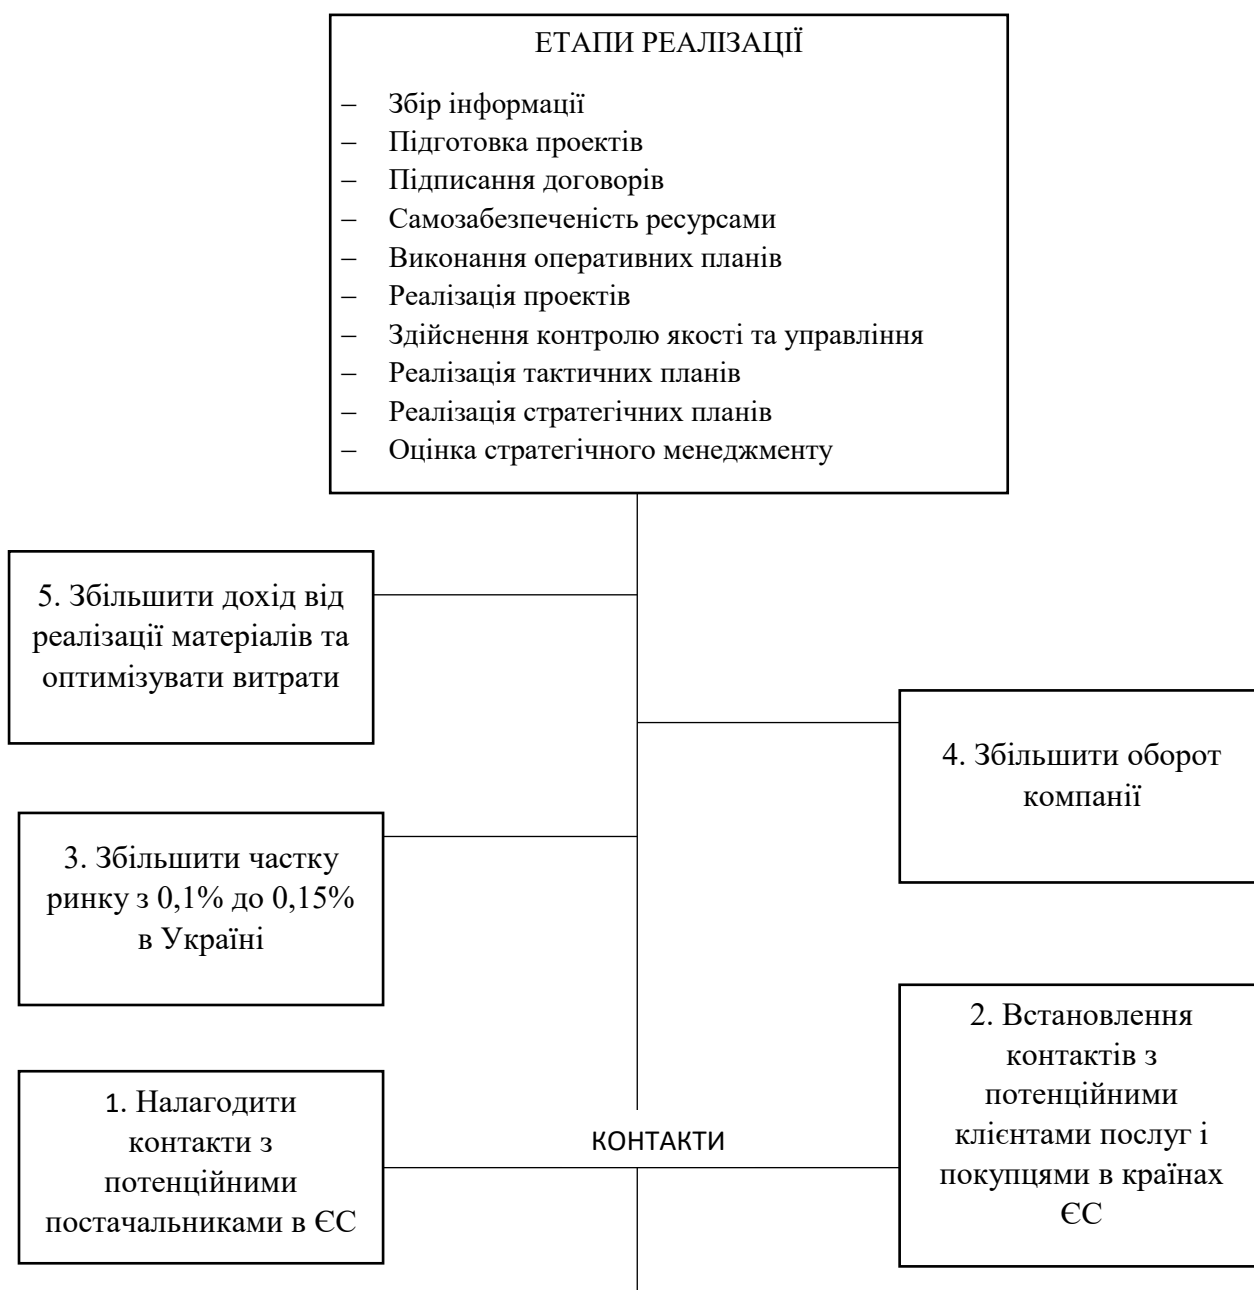 ЕТАПИ РЕАЛІЗАЦІЇ
– Збір інформації
– Підготовка проектів
– Підписання договорів
– Самозабезпеченість ресурсами
– Виконання оперативних планів
– Реалізація проектів
– Здійснення контролю якості та управління
– Реалізація тактичних планів
– Реалізація стратегічних планів
– Оцінка стратегічного менеджменту
5. Збільшити дохід від
реалізації матеріалів та
оптимізувати витрати
4. Збільшити оборот
компанії
3. Збільшити частку
ринку з 0,1% до 0,15%
в Україні
2. Встановлення
контактів з
потенційними
клієнтами послуг і
покупцями в країнах
ЄС
1. Налагодити
контакти з
потенційними
постачальниками в ЄС
КОНТАКТИ